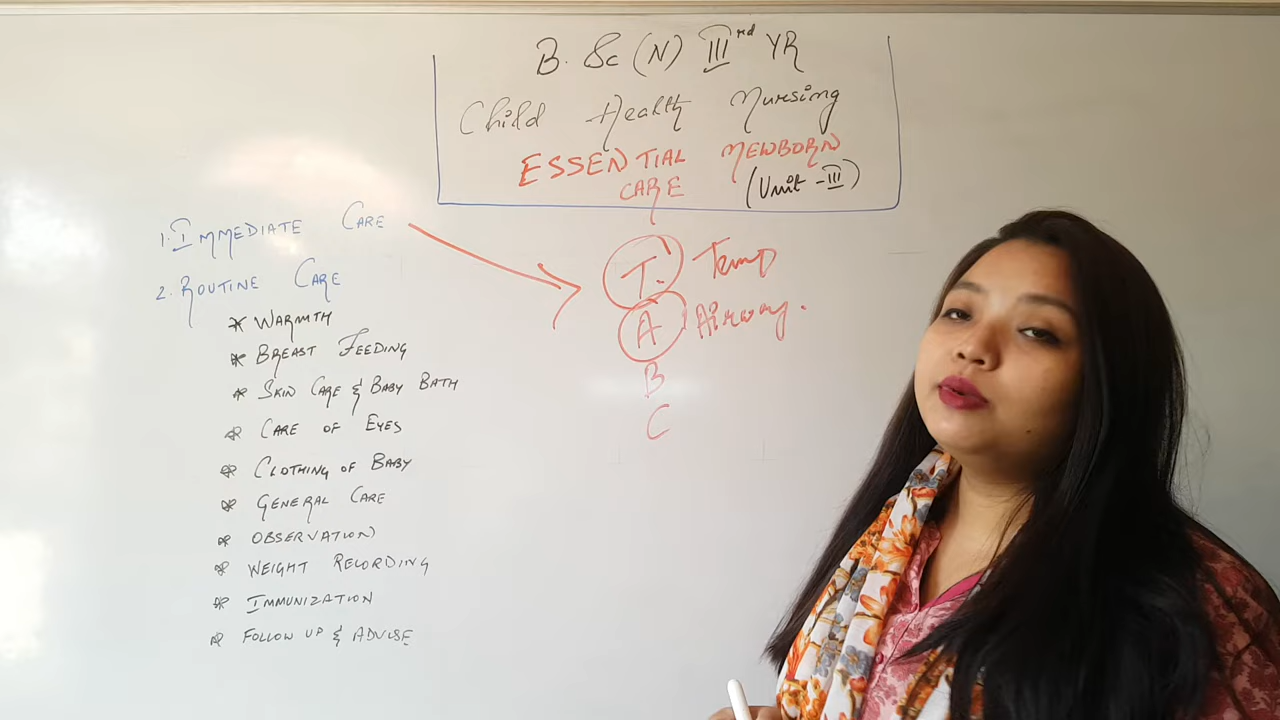 B. Sc (N) IIIrd YR
Child Health Nursing
ESSENTIAL NEWBORN
CARE (Unit - III)
1. IMMEDIATE CARE
2. ROUTINE CARE
* WARMTH
* BREAST FEEDING
* SKIN CARE & BABY BATH
* CARE OF EYES
* CLOTHING OF BABY
* GENERAL CARE
* OBSERVATION
* WEIGHT RECORDING
* IMMUNIZATION
* FOLLOW UP & ADVISE
T. Temp
A Airway.
B
C